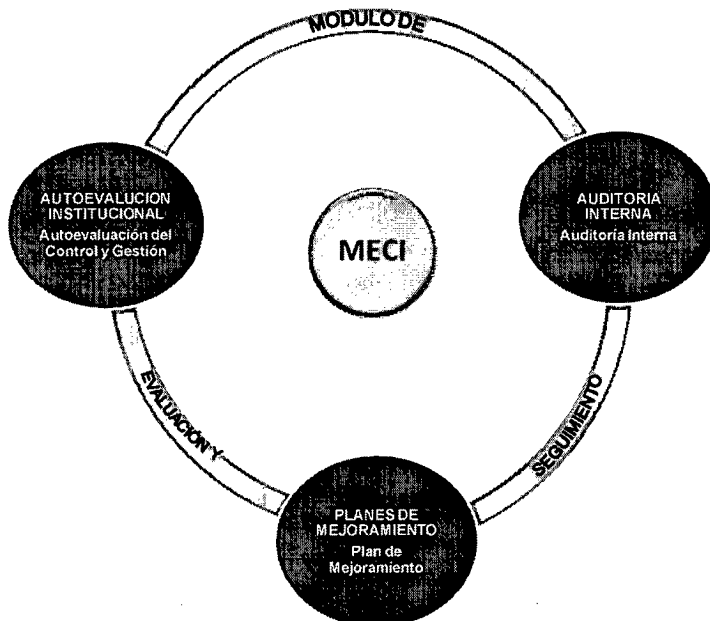 MODULO DE
AUTOEVALUCION
INSTITUCIONAL
Autoevaluación del
Control y Gestión
MECI
AUDITORIA
INTERNA
Auditoría Interna
EVALUACIÓN Y
SEGUIMIENTO
PLANES DE
MEJORAMIENTO
Plan de
Mejoramiento